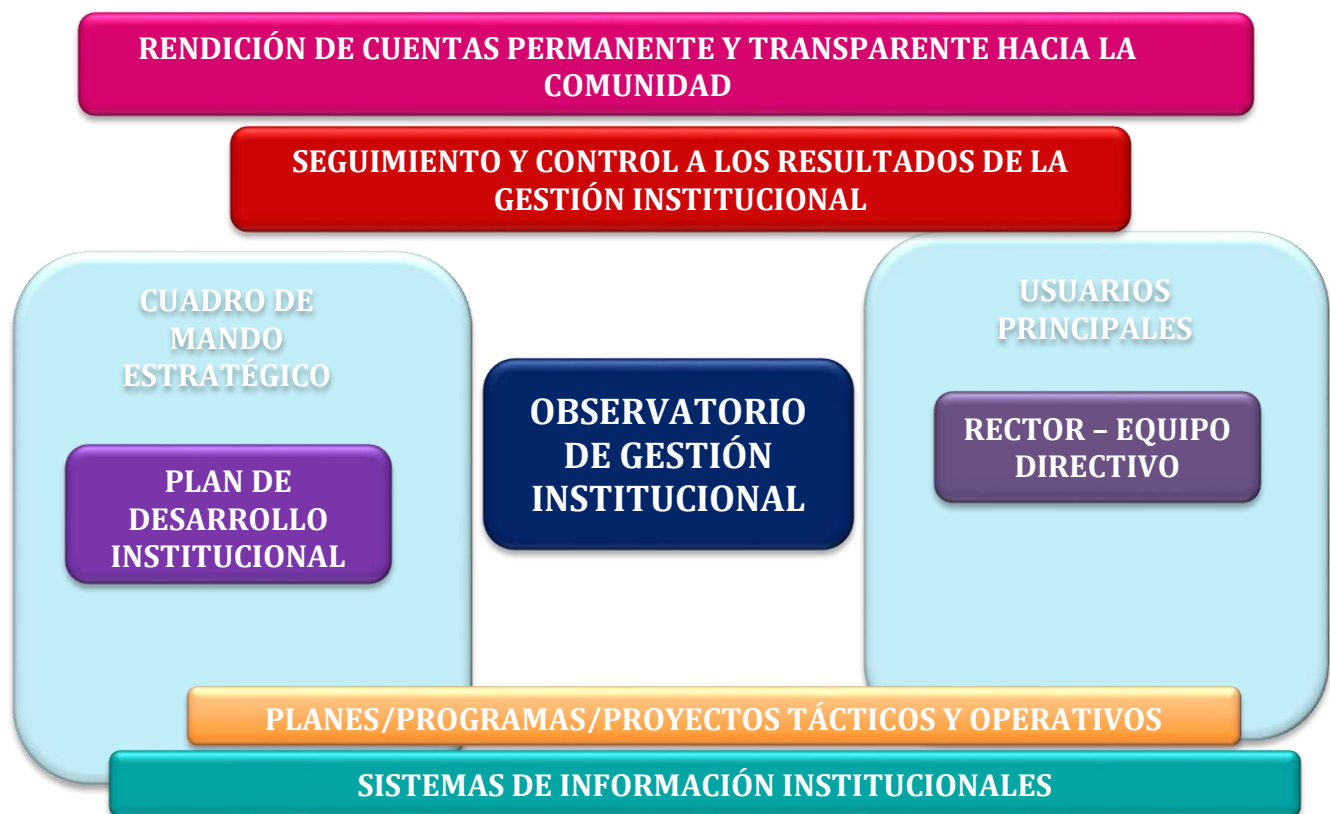 RENDICIÓN DE CUENTAS PERMANENTE Y TRANSPARENTE HACIA LA
COMUNIDAD
SEGUIMIENTO Y CONTROL A LOS RESULTADOS DE LA
GESTIÓN INSTITUCIONAL
CUADRO DE
MANDO
ESTRATÉGICO
PLAN DE
DESARROLLO
INSTITUCIONAL
OBSERVATORIO
DE GESTIÓN
INSTITUCIONAL
USUARIOS
PRINCIPALES
RECTOR – EQUIPO
DIRECTIVO
PLANES/PROGRAMAS/PROYECTOS TÁCTICOS Y OPERATIVOS
SISTEMAS DE INFORMACIÓN INSTITUCIONALES